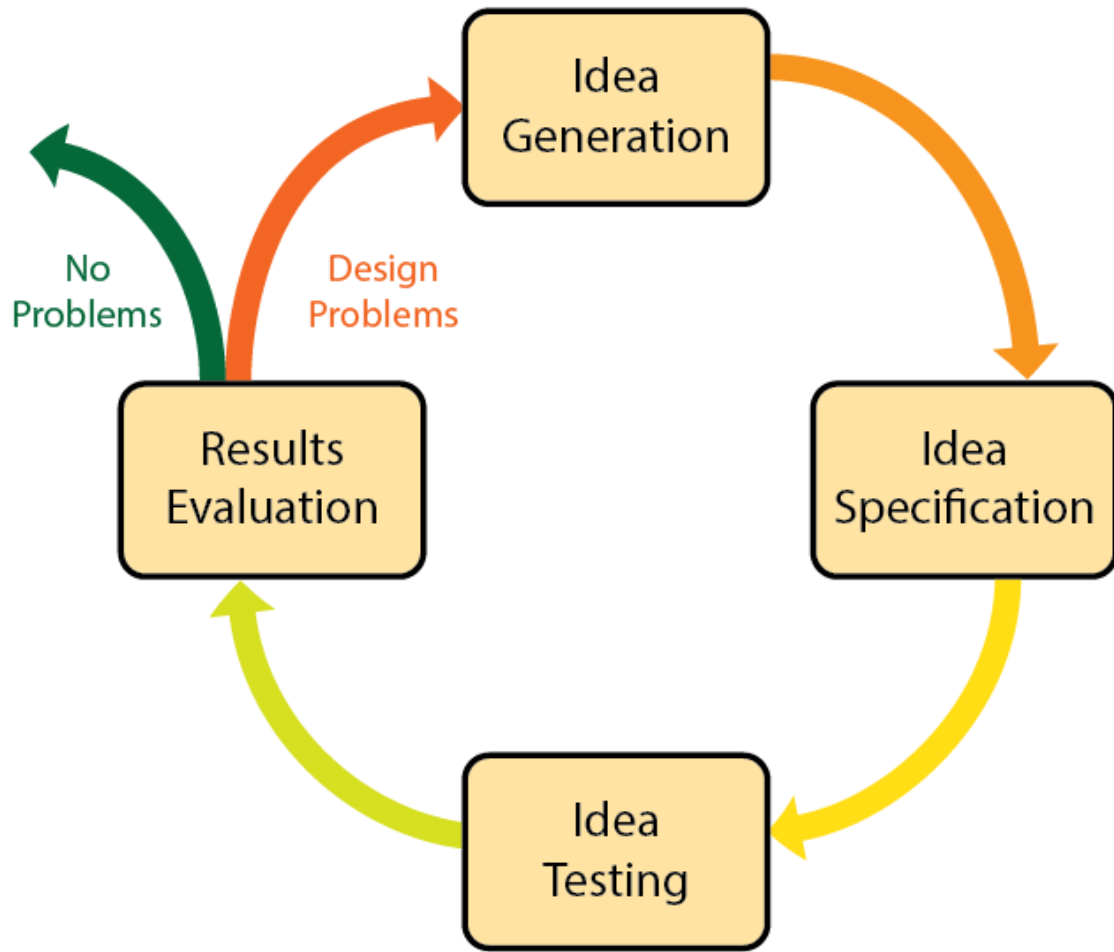 Idea
Generation
No
Problems
Design
Problems
Results
Evaluation
Idea
Specification
Idea
Testing